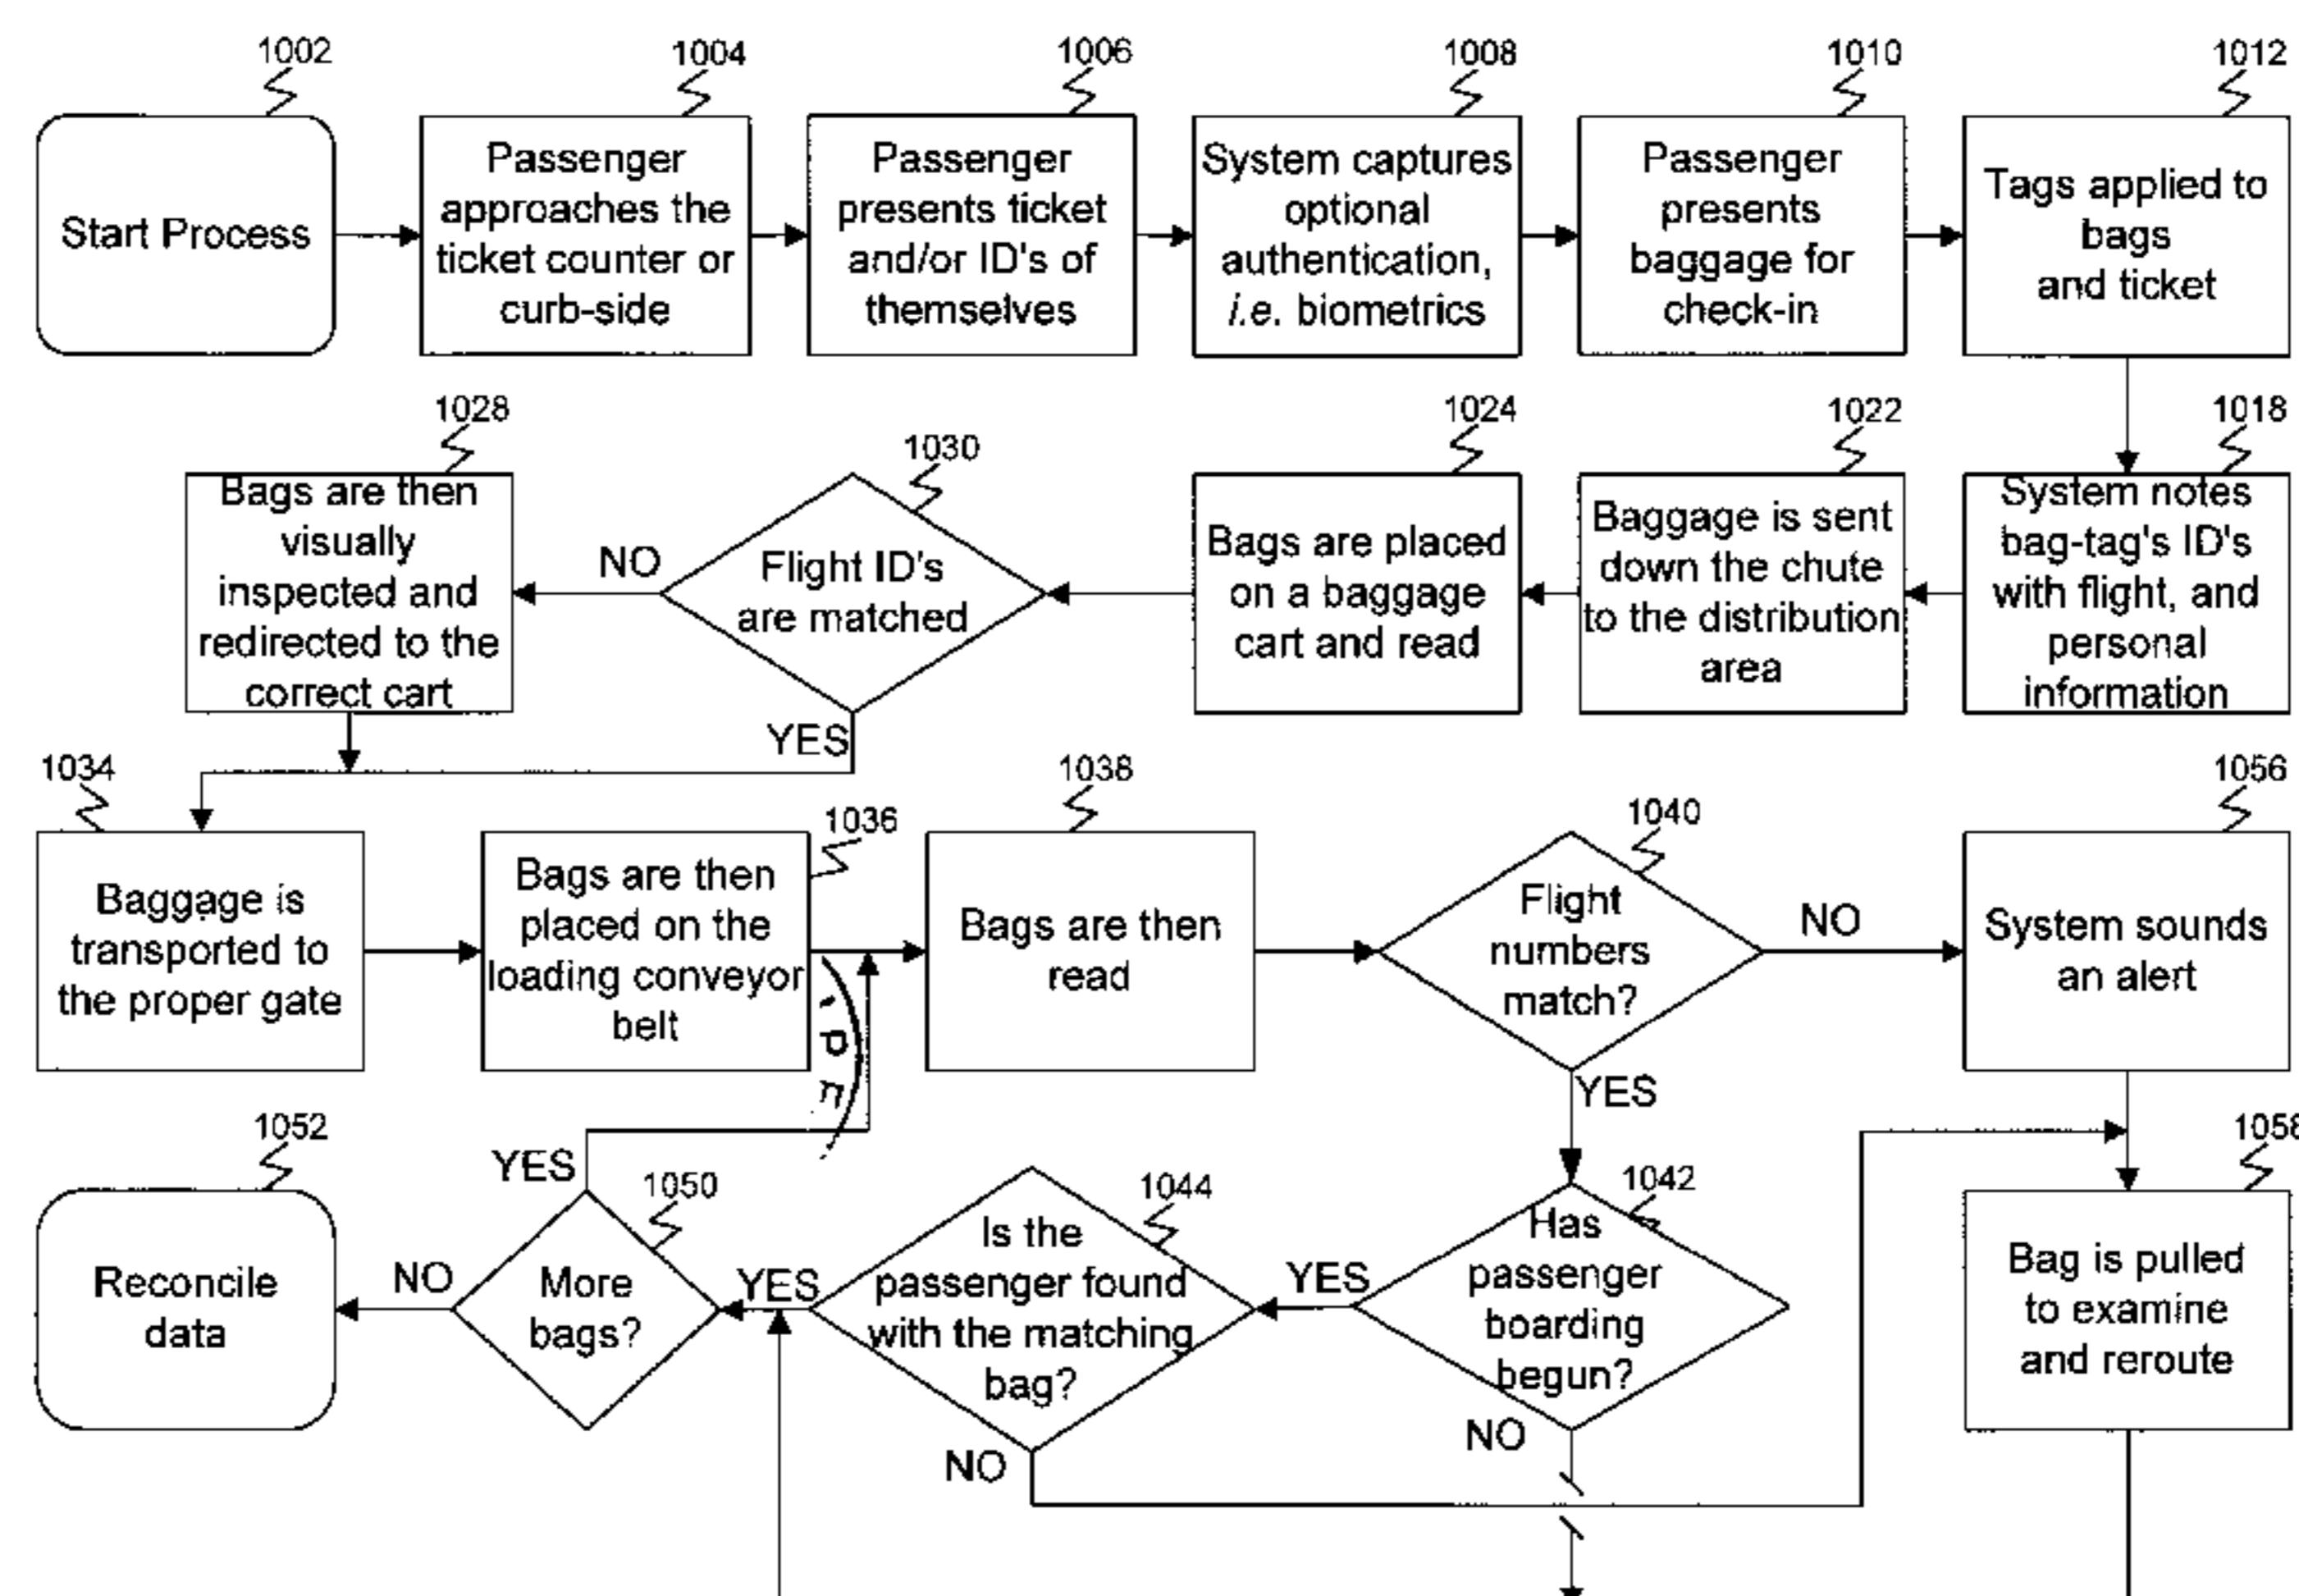 1002
1004
1006
1008
1010
1012
Start Process
Passenger
approaches the
ticket counter or
curb-side
Passenger
presents ticket
and/or ID's of
themselves
System captures
optional
authentication,
i.e. biometrics
Passenger
presents
baggage for
check-in
Tags applied to
bags
and ticket
1028
1030
1024
1022
1018
Bags are then
visually
inspected and
redirected to the
correct cart
NO
Flight ID's
are matched
YES
Bags are placed
on a baggage
cart and read
Baggage is sent
down the chute
to the distribution
area
System notes
bag-tag's ID's
with flight, and
personal
information
1034
1036
1038
1040
1056
Baggage is
transported to
the proper gate
Bags are then
placed on the
loading conveyor
belt
Bags are then
read
Flight
numbers
match?
NO
YES
System sounds
an alert
1052
1050
1044
1042
1058
Reconcile
data
NO
YES
More
bags?
YES
Is the
passenger found
with the matching
bag?
NO
YES
Has
passenger
boarding
begun?
NO
Bag is pulled
to examine
and reroute